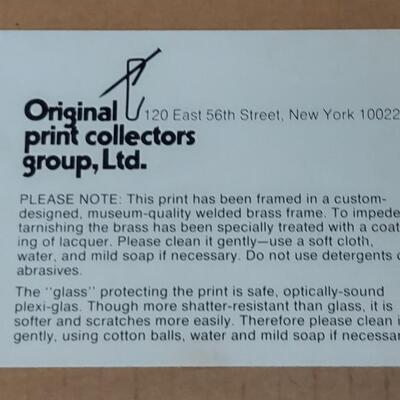 Original
print collectors
group, Ltd.
120 East 56th Street, New York 10022
PLEASE NOTE: This print has been framed in a custom-
designed, museum-quality welded brass frame. To impede
tarnishing the brass has been specially treated with a coat-
ing of lacquer. Please clean it gently—use a soft cloth,
water, and mild soap if necessary. Do not use detergents
abrasives.
The "glass" protecting the print is safe, optically-sound
plexi-glas. Though more shatter-resistant than glass, it is
softer and scratches more easily. Therefore please clean
gently, using cotton balls, water and mild soap if